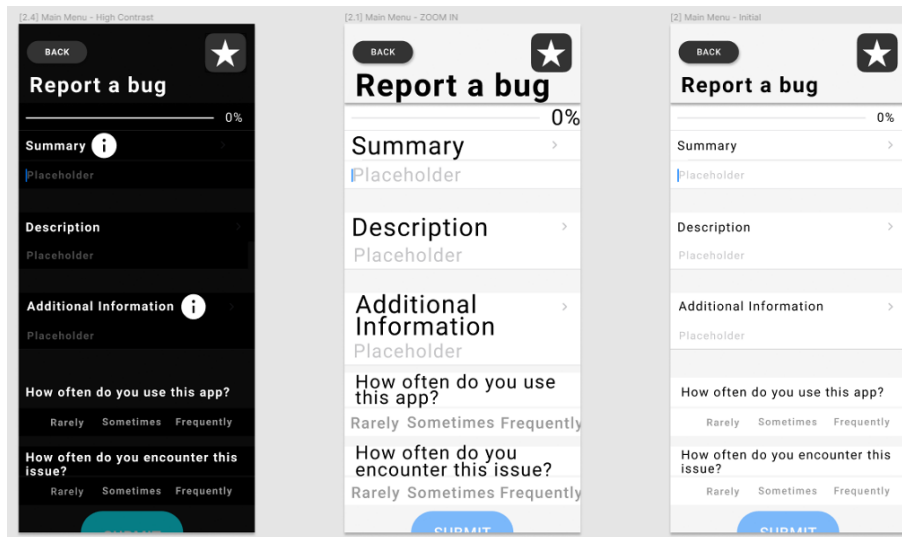 [2.4] Main Menu - High Contrast
BACK
Report a bug
0%
Summary i
Placeholder
Description
Placeholder
Additional Information i
Placeholder
How often do you use this app?
Rarely Sometimes Frequently
How often do you encounter this
issue?
Rarely Sometimes Frequently
SUBMIT
[2.1] Main Menu - ZOOM IN
BACK
Report a bug
0%
Summary
Placeholder
Description
Placeholder
Additional
Information
Placeholder
How often do you use
this app?
Rarely Sometimes Frequently
How often do you
encounter this issue?
Rarely Sometimes Frequently
SUBMIT
[2] Main Menu - Initial
BACK
Report a bug
0%
Summary
Placeholder
Description
Placeholder
Additional Information
Placeholder
How often do you use this app?
Rarely Sometimes Frequently
How often do you encounter this
issue?
Rarely Sometimes Frequently
SUBMIT